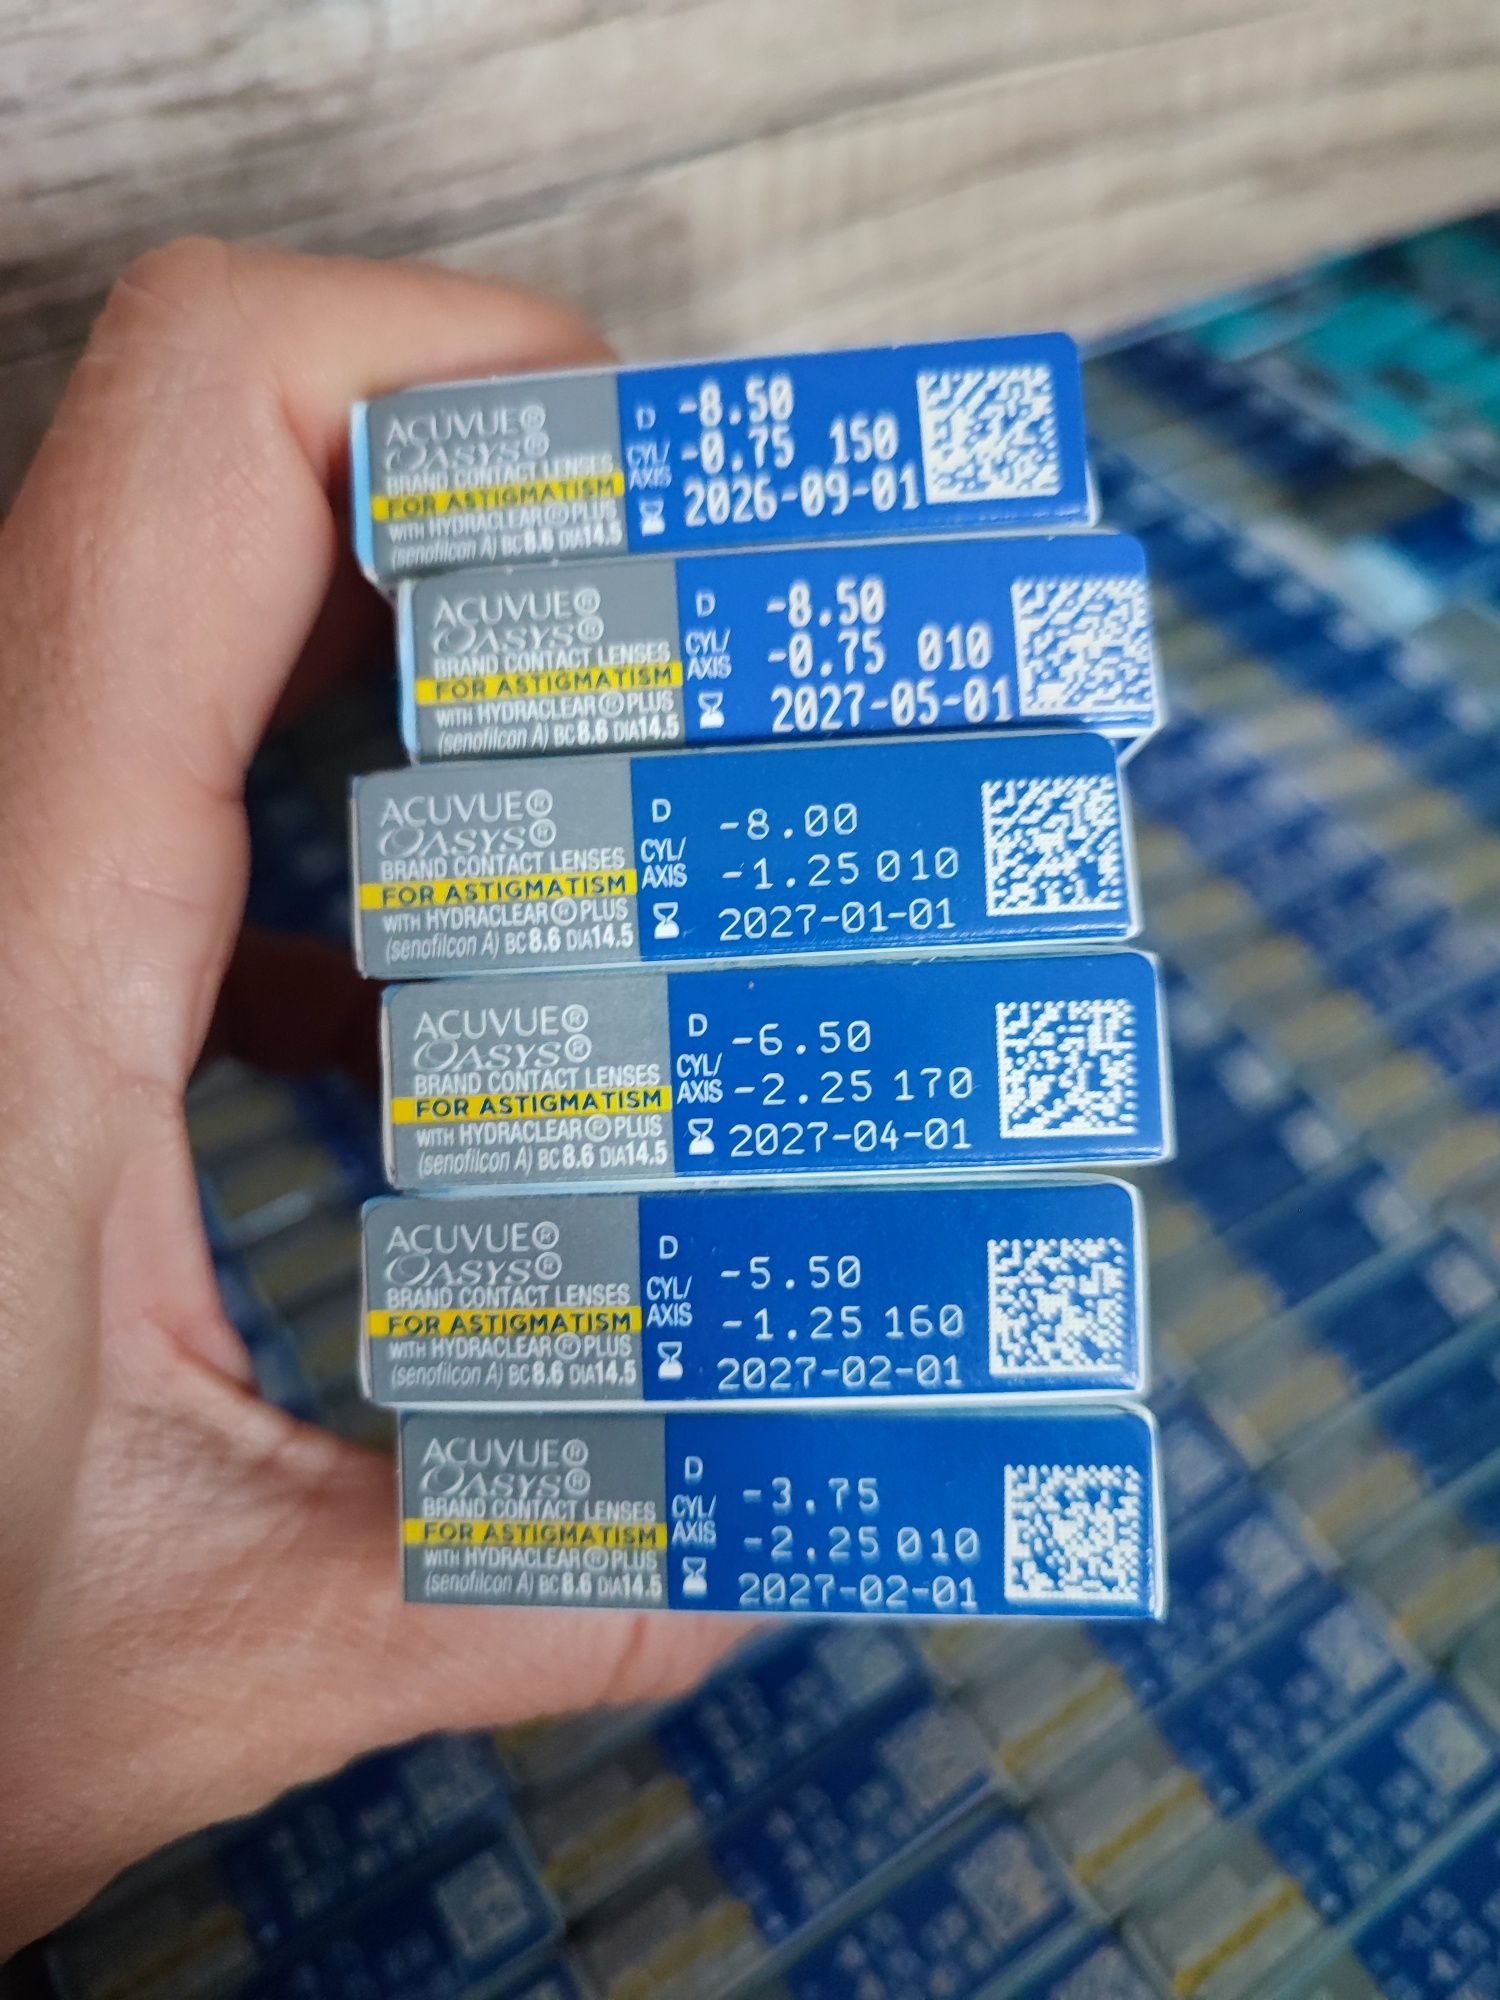 ACUVUE®
OASYS®
BRAND CONTACT LENSES
FOR ASTIGMATISM
WITH HYDRACLEAR® PLUS
(senofilcon A) BC 8.6 DIA 14.5
D -8.50
CYL/AXIS -0.75 150
2026-09-01
ACUVUE®
OASYS®
BRAND CONTACT LENSES
FOR ASTIGMATISM
WITH HYDRACLEAR® PLUS
(senofilcon A) BC 8.6 DIA 14.5
D -8.50
CYL/AXIS -0.75 010
2027-05-01
ACUVUE®
OASYS®
BRAND CONTACT LENSES
FOR ASTIGMATISM
WITH HYDRACLEAR® PLUS
(senofilcon A) BC 8.6 DIA 14.5
D -8.00
CYL/AXIS -1.25 010
2027-01-01
ACUVUE®
OASYS®
BRAND CONTACT LENSES
FOR ASTIGMATISM
WITH HYDRACLEAR® PLUS
(senofilcon A) BC 8.6 DIA 14.5
D -6.50
CYL/AXIS -2.25 170
2027-04-01
ACUVUE®
OASYS®
BRAND CONTACT LENSES
FOR ASTIGMATISM
WITH HYDRACLEAR® PLUS
(senofilcon A) BC 8.6 DIA 14.5
D -5.50
CYL/AXIS -1.25 160
2027-02-01
ACUVUE®
OASYS®
BRAND CONTACT LENSES
FOR ASTIGMATISM
WITH HYDRACLEAR® PLUS
(senofilcon A) BC 8.6 DIA 14.5
D -3.75
CYL/AXIS -2.25 010
2027-02-01